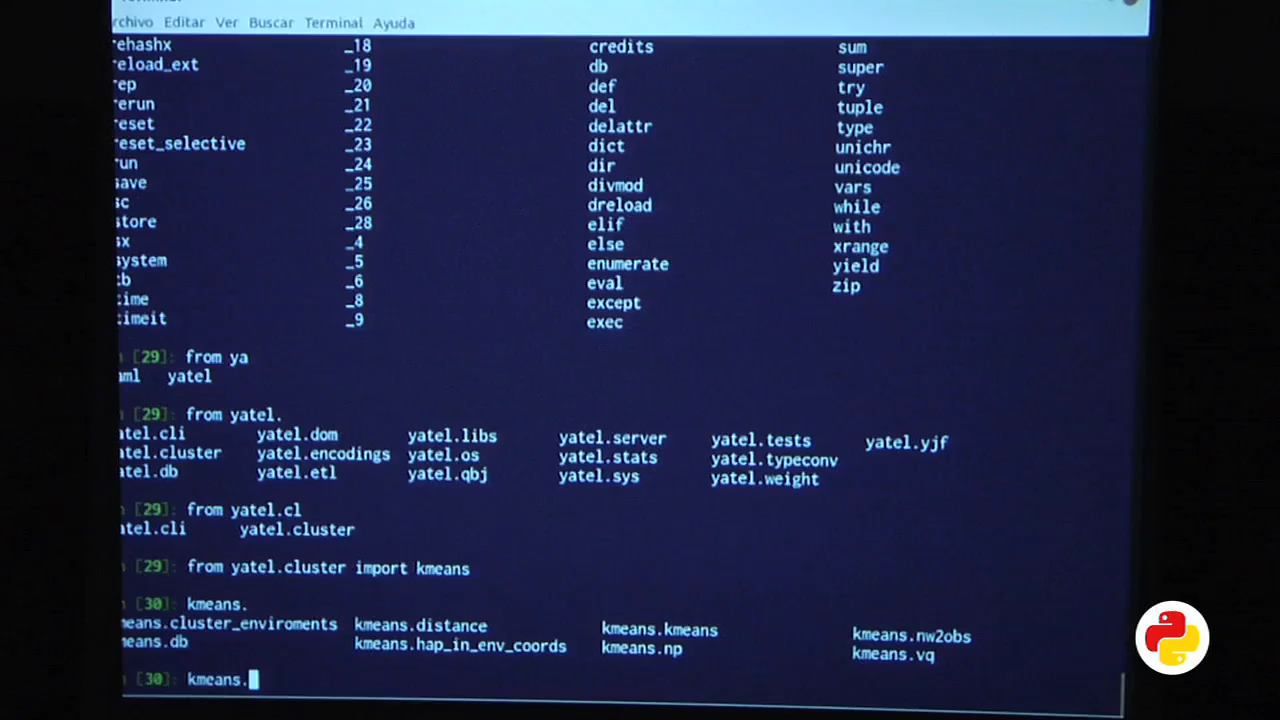 rchivo Editar Ver Buscar Terminal Ayuda
rehashx _18 credits sum
reload_ext _19 db super
rep _20 def try
rerun _21 del tuple
reset _22 delattr type
reset_selective _23 dict unichr
run _24 dir unicode
save _25 divmod vars
sc _26 dreload while
store _28 elif with
sx _4 else xrange
system _5 enumerate yield
tb _6 eval zip
time _8 except
timeit _9 exec
[29]: from ya
aml yatel
[29]: from yatel.
atel.cli yatel.dom yatel.libs yatel.server yatel.tests yatel.yjf
atel.cluster yatel.encodings yatel.os yatel.stats yatel.typeconv
atel.db yatel.etl yatel.qbj yatel.sys yatel.weight
[29]: from yatel.cl
atel.cli yatel.cluster
[29]: from yatel.cluster import kmeans
[30]: kmeans.
means.cluster_enviroments kmeans.distance kmeans.kmeans kmeans.nw2obs
means.db kmeans.hap_in_env_coords kmeans.np kmeans.vq
[30]: kmeans.